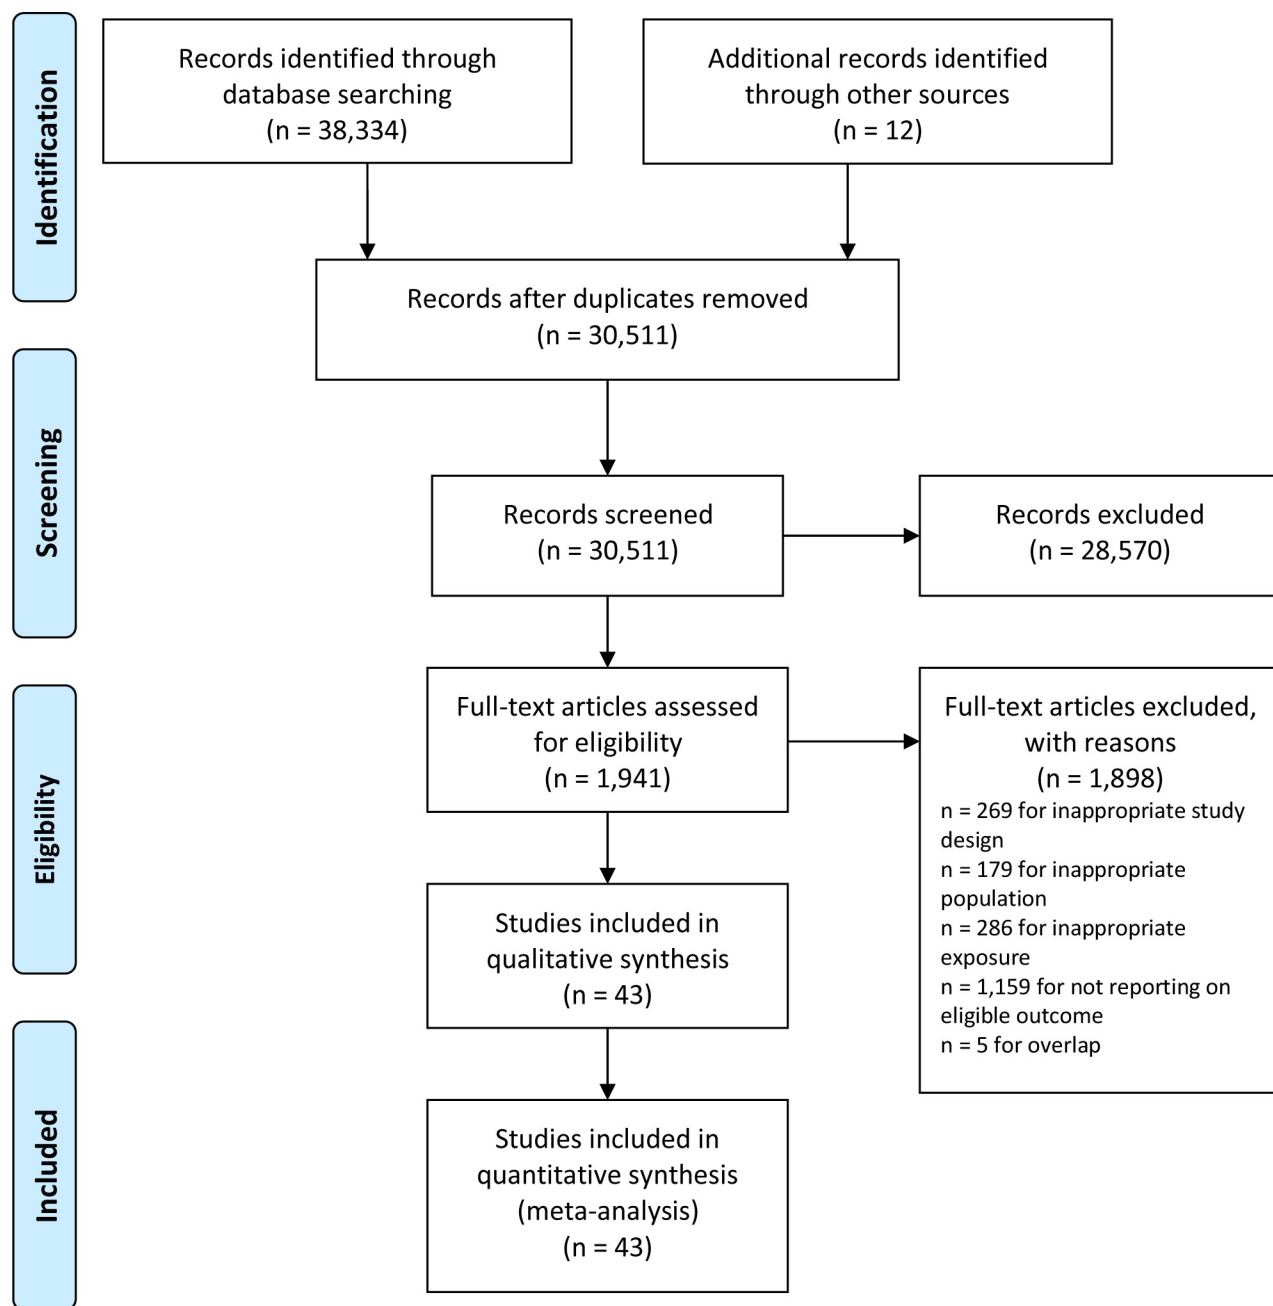 Identification
Records identified through
database searching
(n = 38,334)
Additional records identified
through other sources
(n = 12)
Records after duplicates removed
(n = 30,511)
Screening
Records screened
(n = 30,511)
Records excluded
(n = 28,570)
Eligibility
Full-text articles assessed
for eligibility
(n = 1,941)
Full-text articles excluded,
with reasons
(n = 1,898)
n = 269 for inappropriate study
design
n = 179 for inappropriate
population
n = 286 for inappropriate
exposure
n = 1,159 for not reporting on
eligible outcome
n = 5 for overlap
Studies included in
qualitative synthesis
(n = 43)
Included
Studies included in
quantitative synthesis
(meta-analysis)
(n = 43)